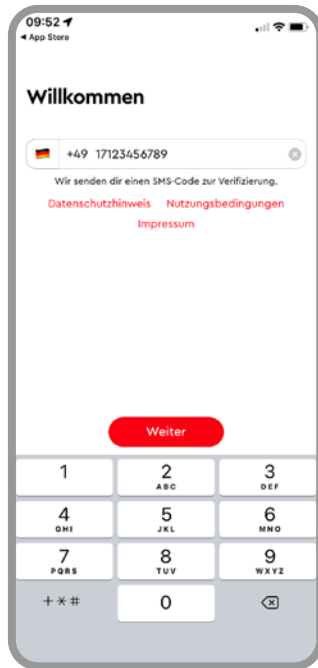 09:52
◀ App Store
Willkommen
+49 17123456789
Wir senden dir einen SMS-Code zur Verifizierung.
Datenschutzhinweis Nutzungsbedingungen
Impressum
Weiter
1 2 3
ABC DEF
4 5 6
GHI JKL MNO
7 8 9
PQRS TUV WXYZ
+*# 0